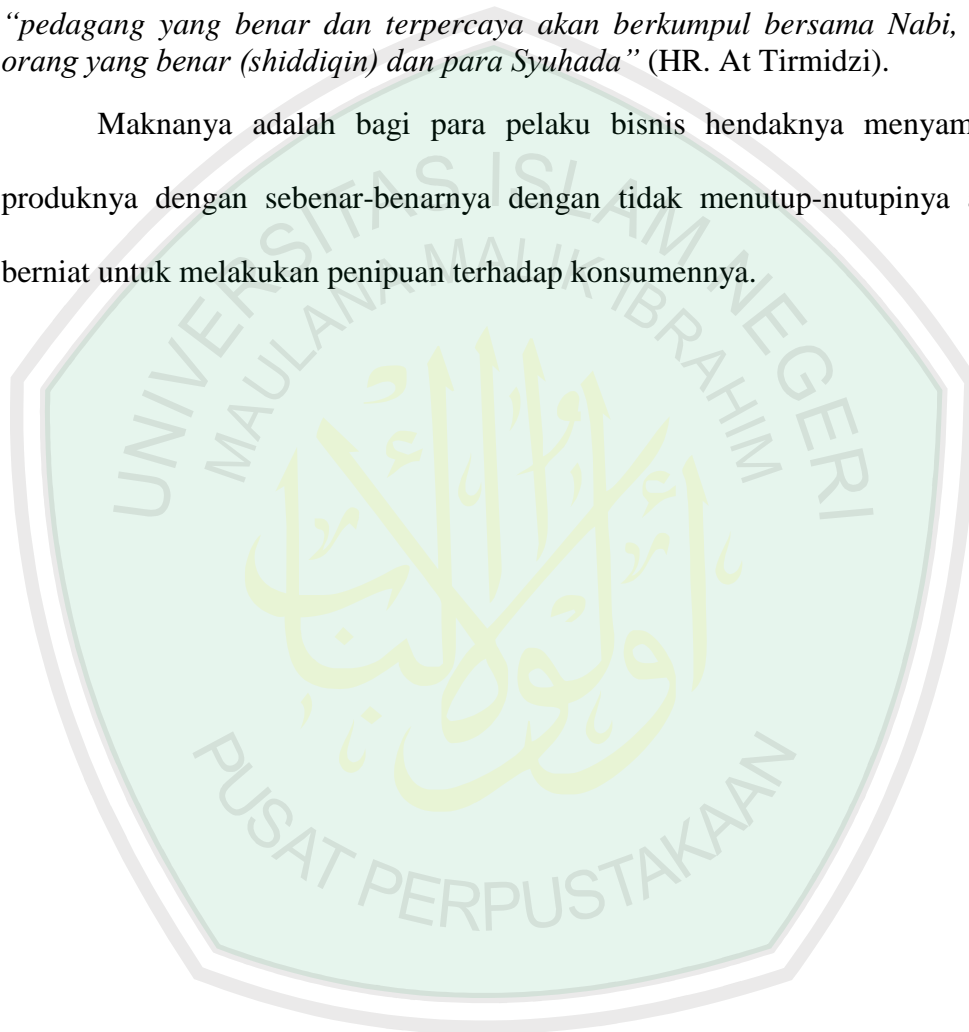 “pedagang yang benar dan terpercaya akan berkumpul bersama Nabi,
orang yang benar (shiddiqin) dan para Syuhada” (HR. At Tirmidzi).
Maknanya adalah bagi para pelaku bisnis hendaknya
produknya dengan sebenar-benarnya dengan tidak menutup-nutupinya
berniat untuk melakukan penipuan terhadap konsumennya.
UNIVERSITAS ISLAM NEGERI
MAULANA MALIK IBRAHIM
أولوا الألباب
PUSAT PERPUSTAKAAN